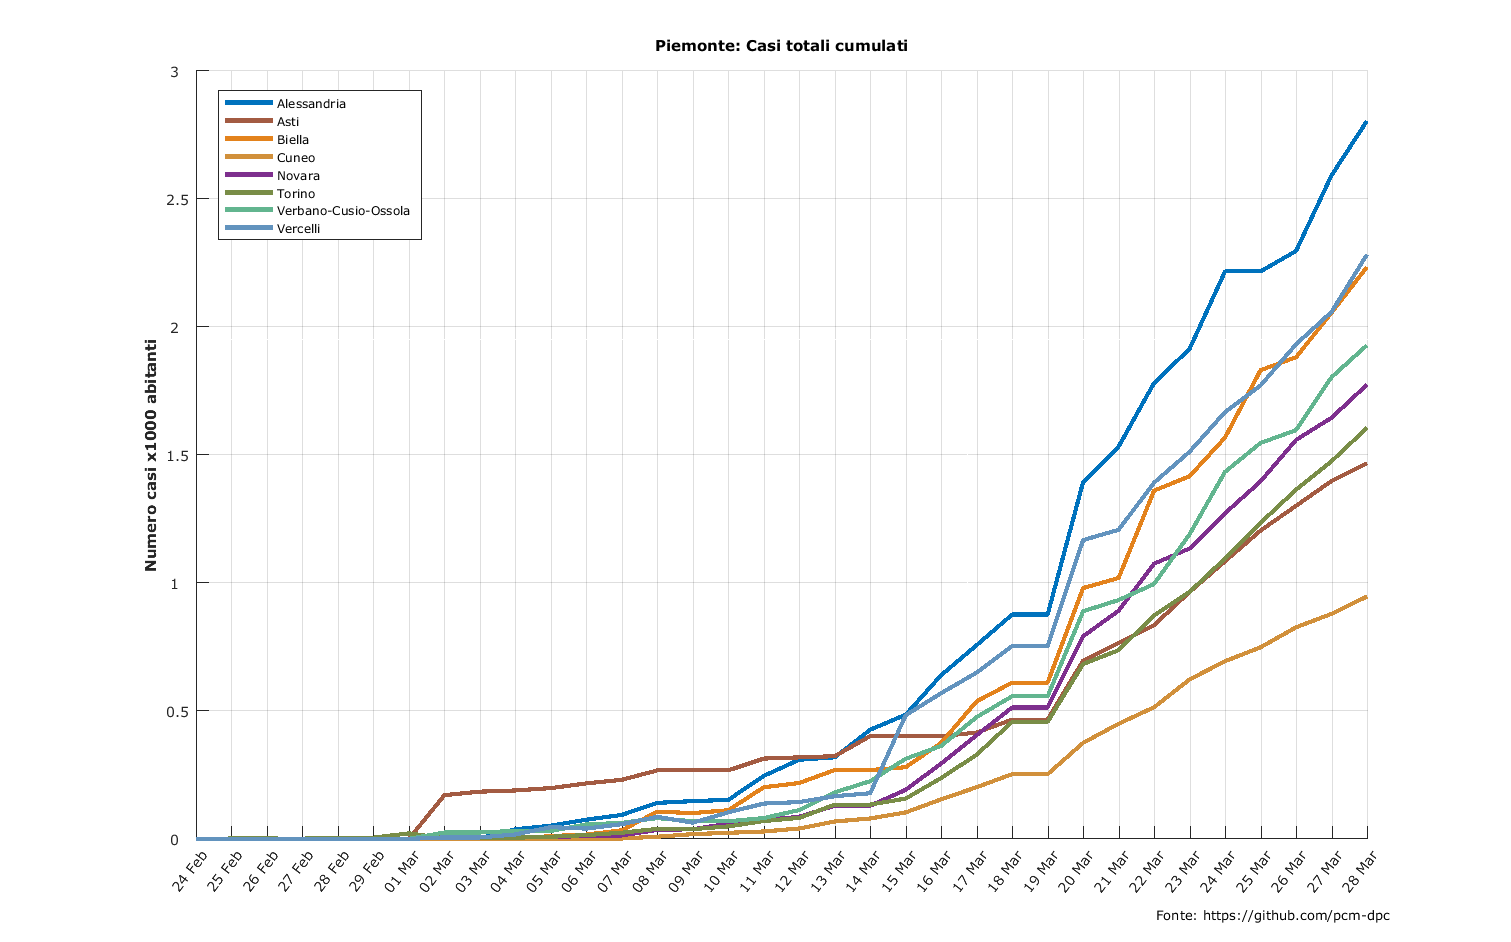 Piemonte: Casi totali cumulati
3
2.5
2
1.5
1
0.5
0
Numero casi x1000 abitanti
Alessandria
Asti
Biella
Cuneo
Novara
Torino
Verbano-Cusio-Ossola
Vercelli
24 Feb
25 Feb
26 Feb
27 Feb
28 Feb
29 Feb
01 Mar
02 Mar
03 Mar
04 Mar
05 Mar
06 Mar
07 Mar
08 Mar
09 Mar
10 Mar
11 Mar
12 Mar
13 Mar
14 Mar
15 Mar
16 Mar
17 Mar
18 Mar
19 Mar
20 Mar
21 Mar
22 Mar
23 Mar
24 Mar
25 Mar
26 Mar
27 Mar
28 Mar
Fonte: https://github.com/pcm-dpc